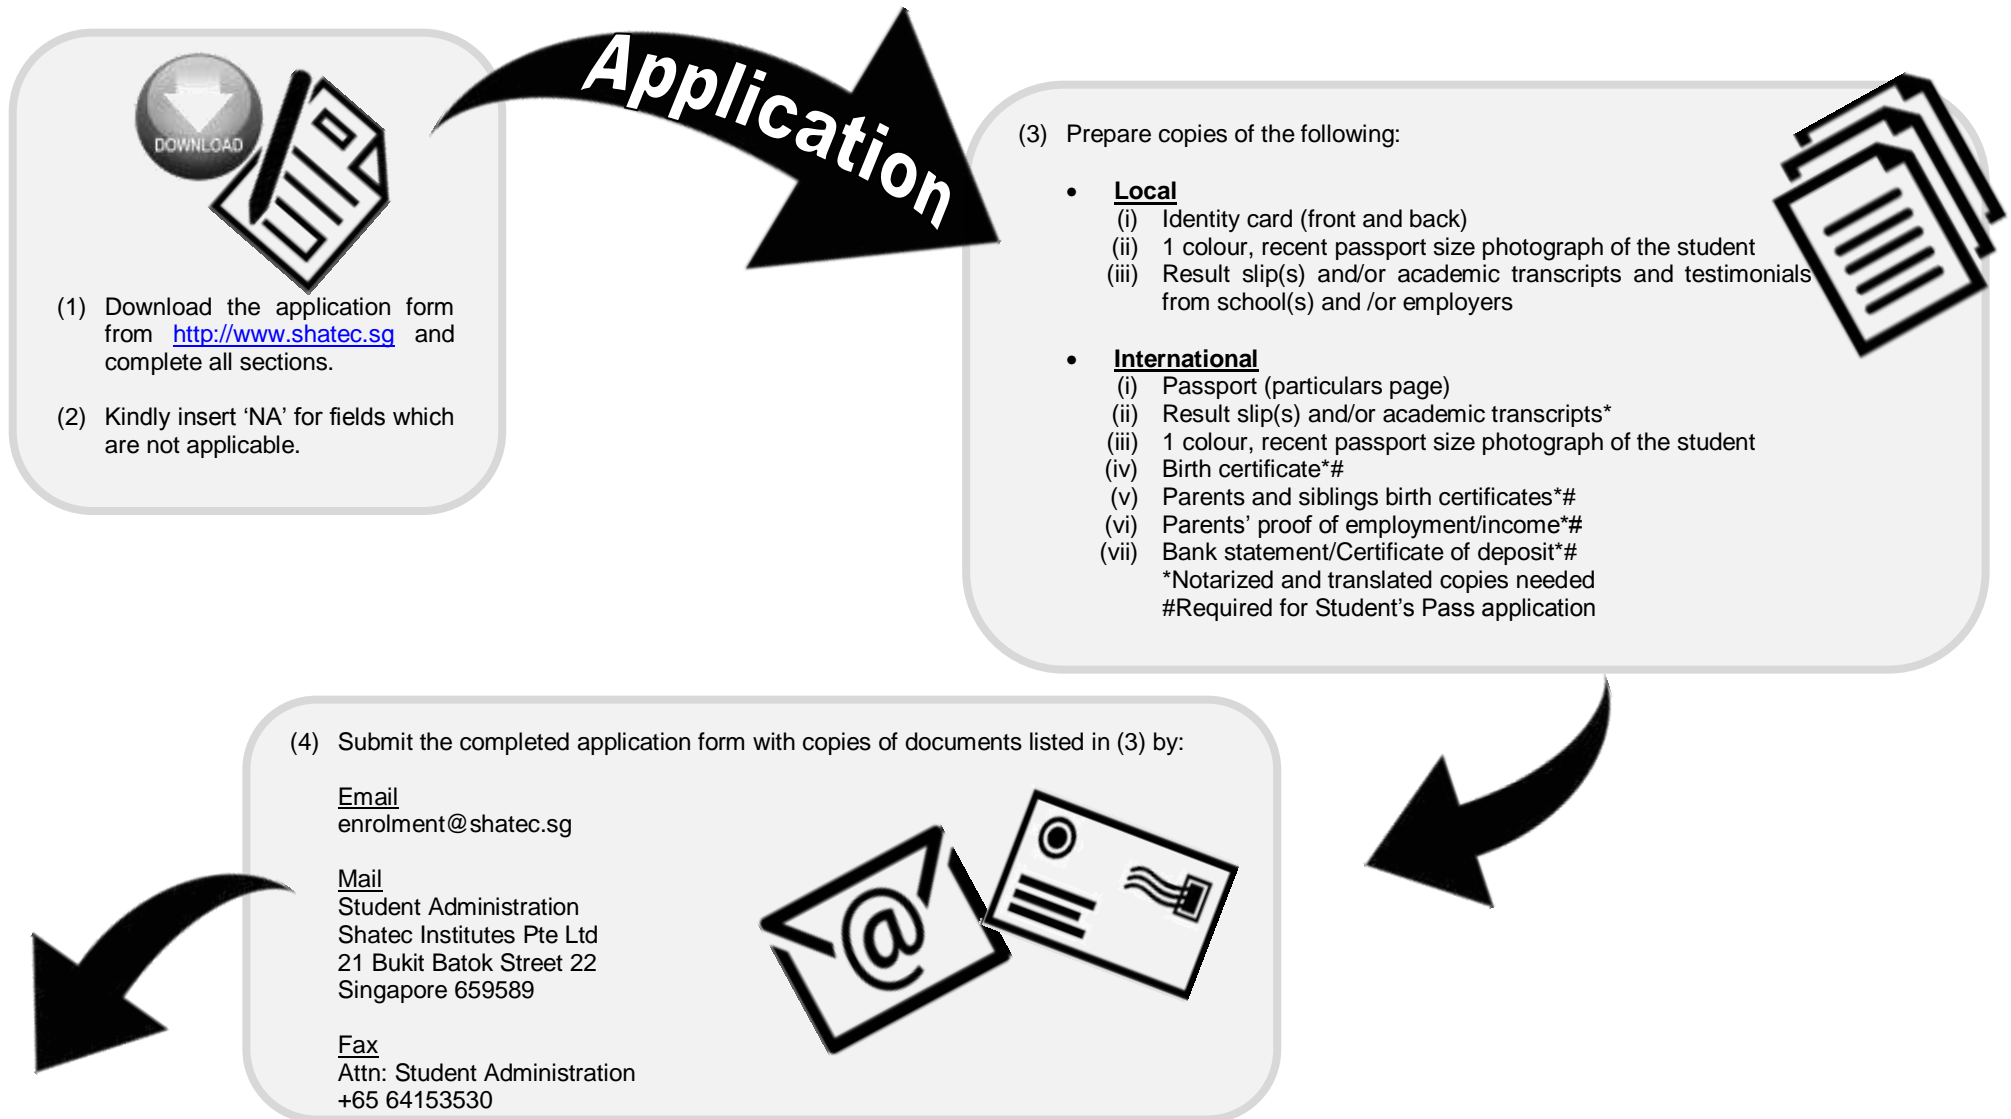 DOWNLOAD
Application
(1) Download the application form
from http://www.shatec.sg and
complete all sections.
(2) Kindly insert ‘NA’ for fields which
are not applicable.
(3) Prepare copies of the following:
• Local
(i) Identity card (front and back)
(ii) 1 colour, recent passport size photograph of the student
(iii) Result slip(s) and/or academic transcripts and testimonials
from school(s) and /or employers
• International
(i) Passport (particulars page)
(ii) Result slip(s) and/or academic transcripts*
(iii) 1 colour, recent passport size photograph of the student
(iv) Birth certificate*#
(v) Parents and siblings birth certificates*#
(vi) Parents’ proof of employment/income*#
(vii) Bank statement/Certificate of deposit*#
*Notarized and translated copies needed
#Required for Student’s Pass application
(4) Submit the completed application form with copies of documents listed in (3) by:
Email
enrolment@shatec.sg
Mail
Student Administration
Shatec Institutes Pte Ltd
21 Bukit Batok Street 22
Singapore 659589
Fax
Attn: Student Administration
+65 64153530
@